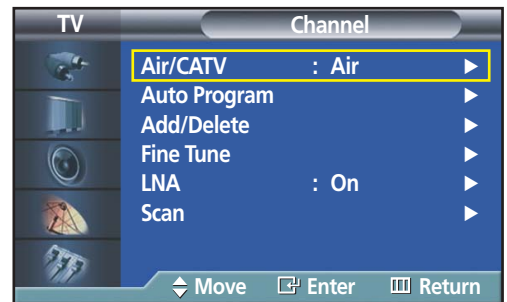 TV Channel
Air/CATV : Air
Auto Program
Add/Delete
Fine Tune
LNA : On
Scan
Move Enter Return